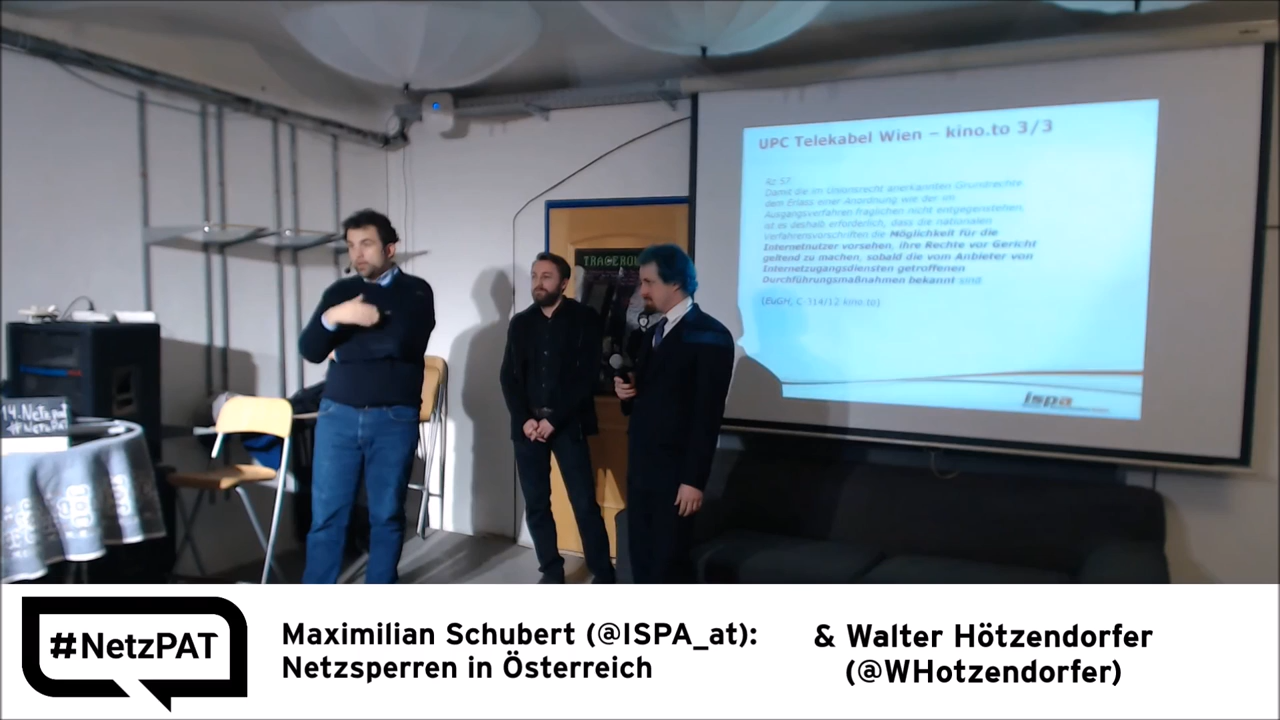 UPC Telekabel Wien – kino.to 3/3
Rz 57
Damit die im Unionsrecht anerkannten Grundrechte
dem Erlass einer Anordnung wie der im
Ausgangsverfahren fraglichen nicht entgegenstehen,
ist es deshalb erforderlich, dass die nationalen
Verfahrensvorschriften die Möglichkeit für die
Internetnutzer vorsehen, ihre Rechte vor Gericht
geltend zu machen, sobald die vom Anbieter von
Internetzugangsdiensten getroffenen
Durchführungsmaßnahmen bekannt sind
(EuGH, C-314/12 kino.to)
ispa
14.Netzpat
#NetzPAT
#NetzPAT
Maximilian Schubert (@ISPA_at):
Netzsperren in Österreich
& Walter Hötzendorfer
(@WHotzendorfer)